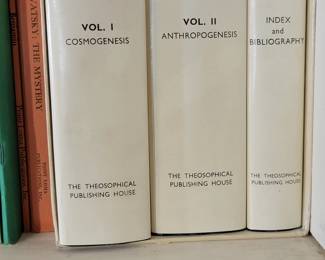 VATSKY: THE MYSTERY
VOL. I
COSMOGENESIS
THE THEOSOPHICAL
PUBLISHING HOUSE
VOL. II
ANTHROPOGENESIS
THE THEOSOPHICAL
PUBLISHING HOUSE
INDEX
and
BIBLIOGRAPHY
THE THEOSOPHICAL
PUBLISHING HOUSE